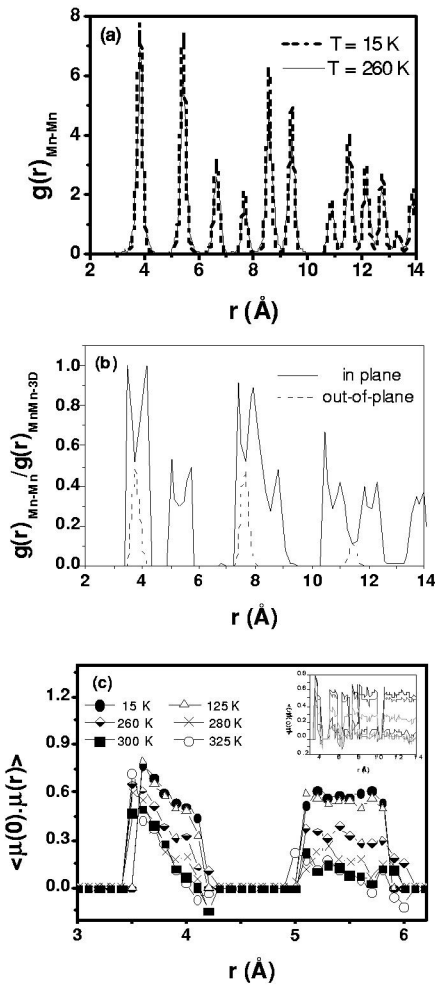 (a)
T = 15 K
T = 260 K
g(r)Mn-Mn
8
6
4
2
0
2 4 6 8 10 12 14
r (Å)
(b)
in plane
out-of-plane
g(r)Mn-Mn/g(r)MnMn-3D
1.0
0.8
0.6
0.4
0.2
0.0
2 4 6 8 10 12 14
r (Å)
(c)
15 K 125 K
260 K 280 K
300 K 325 K
<μ(0).μ(r)>
1.2
0.9
0.6
0.3
0.0
3 4 5 6
r (Å)